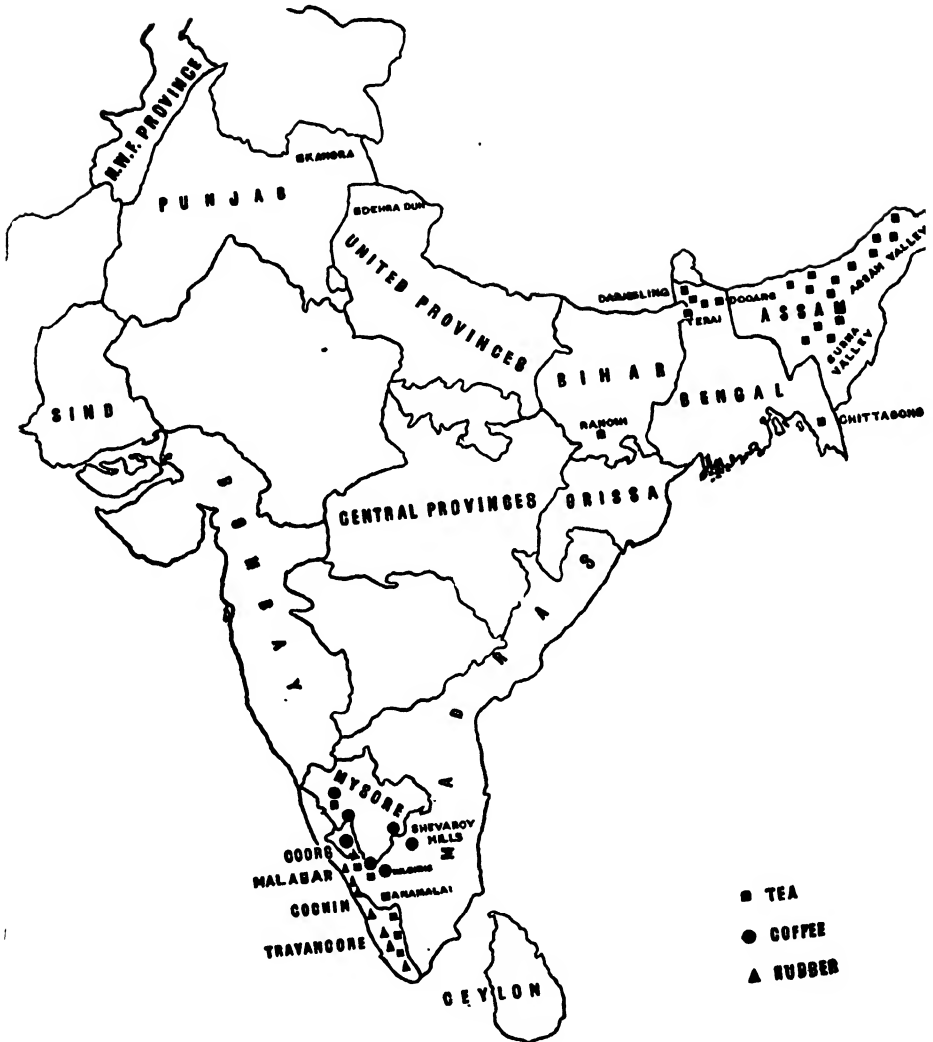 N.W.F. PROVINCE
KANGRA
PUNJAB
DEHRA DUN
UNITED PROVINCES
DARJEELING
DOOARS
TERAI
ASSAM VALLEY
ASSAM
SURMA
VALLEY
BIHAR
BENGAL
SIND
RANCHI
CHITTAGONG
CENTRAL PROVINCES
ORISSA
BOMBAY
MADRAS
MYSORE
SHEVAROY
HILLS
COORG
MALABAR
NILGIRIS
ANAMALAI
COCHIN
TRAVANCORE
CEYLON
TEA
COFFEE
RUBBER